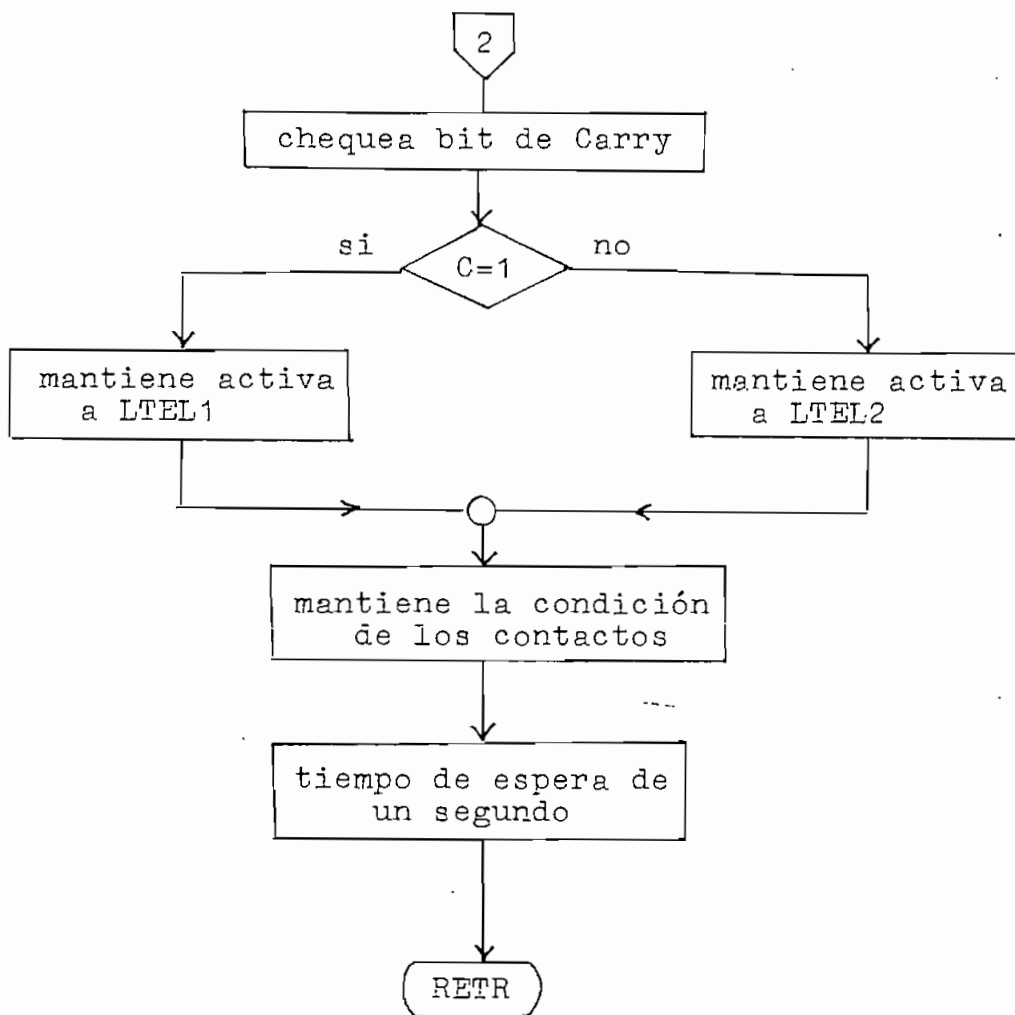 2
chequea bit de Carry
si
no
C=1
mantiene activa
a LTEL1
mantiene activa
a LTEL2
mantiene la condición
de los contactos
tiempo de espera de
un segundo
RETR